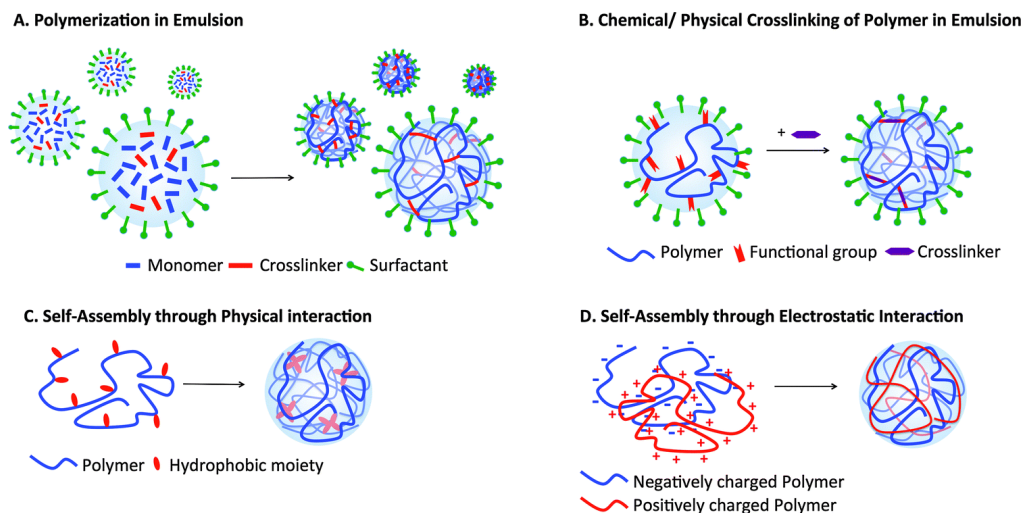 A. Polymerization in Emulsion
Monomer Crosslinker Surfactant
B. Chemical/ Physical Crosslinking of Polymer in Emulsion
+
Polymer Functional group Crosslinker
C. Self-Assembly through Physical interaction
Polymer Hydrophobic moiety
D. Self-Assembly through Electrostatic Interaction
Negatively charged Polymer
Positively charged Polymer